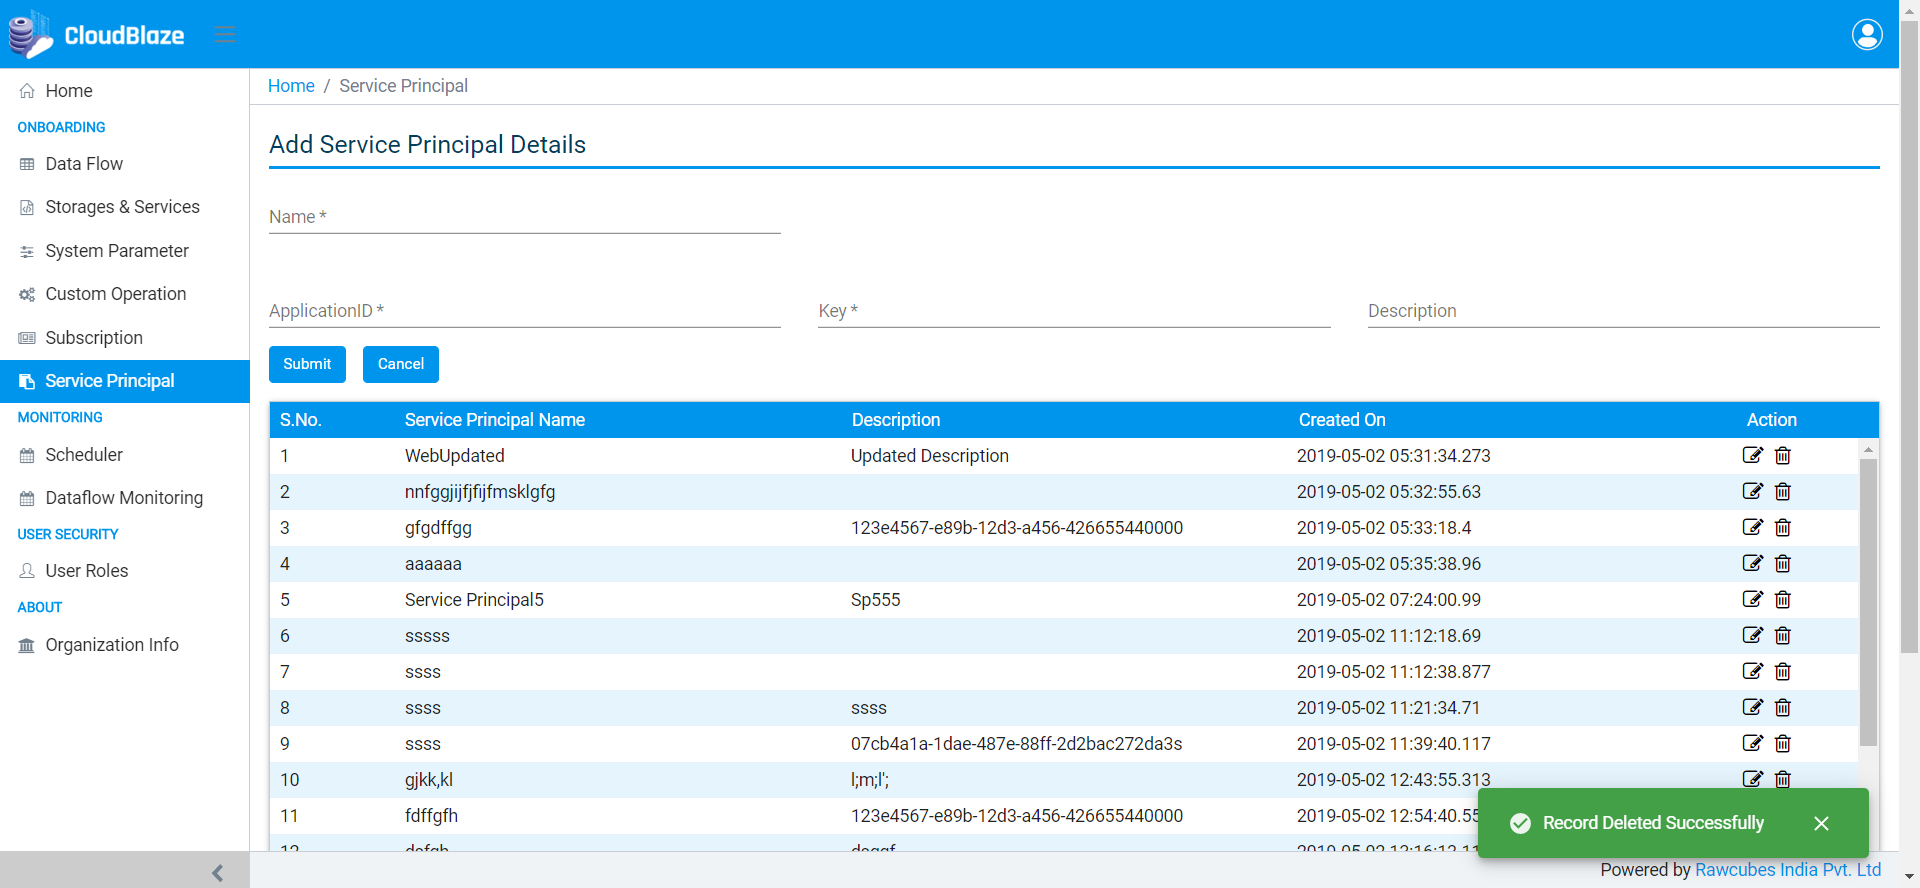 CloudBlaze
Home
ONBOARDING
Data Flow
Storages & Services
System Parameter
Custom Operation
Subscription
Service Principal
MONITORING
Scheduler
Dataflow Monitoring
USER SECURITY
User Roles
ABOUT
Organization Info
Home / Service Principal
Add Service Principal Details
Name *
ApplicationID * Key * Description
Submit Cancel
S.No. Service Principal Name Description Created On Action
1 WebUpdated Updated Description 2019-05-02 05:31:34.273
2 nnfggjijfjfijfmsklgfg 2019-05-02 05:32:55.63
3 gfgdffgg 123e4567-e89b-12d3-a456-426655440000 2019-05-02 05:33:18.4
4 aaaaaa 2019-05-02 05:35:38.96
5 Service Principal5 Sp555 2019-05-02 07:24:00.99
6 sssss 2019-05-02 11:12:18.69
7 ssss 2019-05-02 11:12:38.877
8 ssss ssss 2019-05-02 11:21:34.71
9 ssss 07cb4a1a-1dae-487e-88ff-2d2bac272da3s 2019-05-02 11:39:40.117
10 gjkk,kl l;m;l'; 2019-05-02 12:43:55.313
11 fdffgfh 123e4567-e89b-12d3-a456-426655440000 2019-05-02 12:54:40.55
12
Record Deleted Successfully
Powered by Rawcubes India Pvt. Ltd